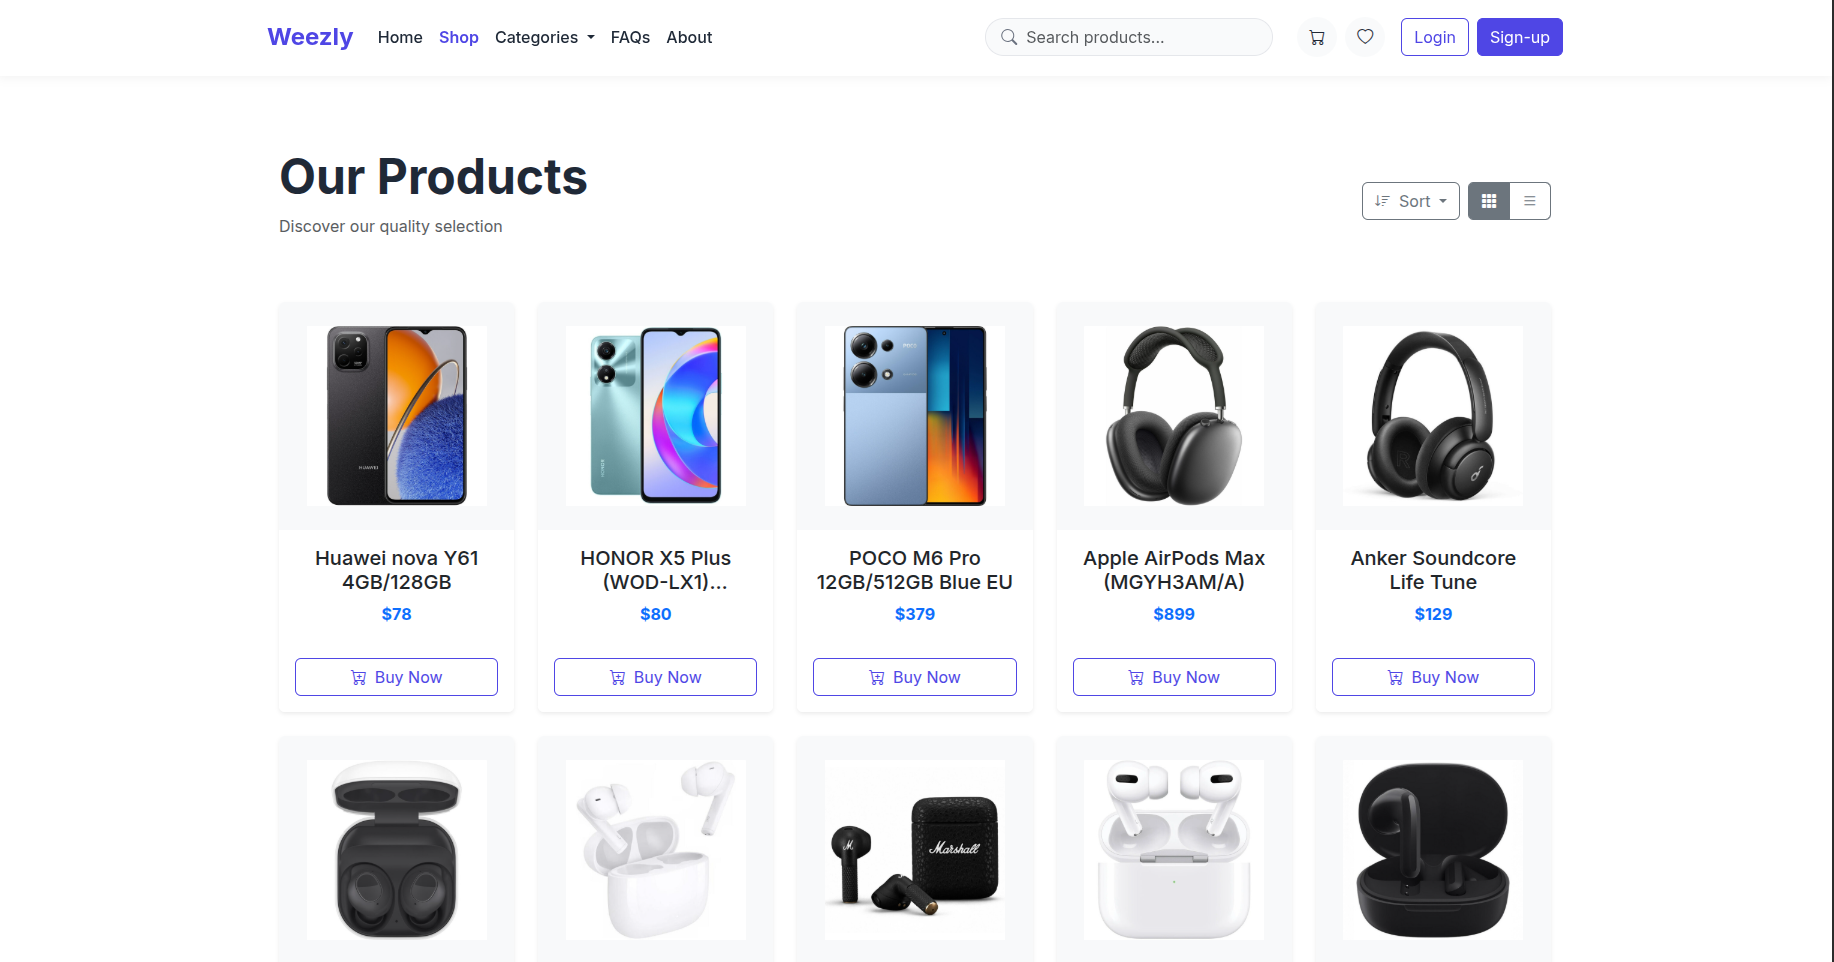 Weezly
Home
Shop
Categories
FAQs
About
Search products...
Login
Sign-up
Our Products
Discover our quality selection
Sort
HUAWEI
HONOR
Huawei nova Y61
4GB/128GB
$78
Buy Now
HONOR X5 Plus
(WOD-LX1)...
$80
Buy Now
POCO M6 Pro
12GB/512GB Blue EU
$379
Buy Now
Apple AirPods Max
(MGYH3AM/A)
$899
Buy Now
Anker Soundcore
Life Tune
$129
Buy Now
M
Marshall